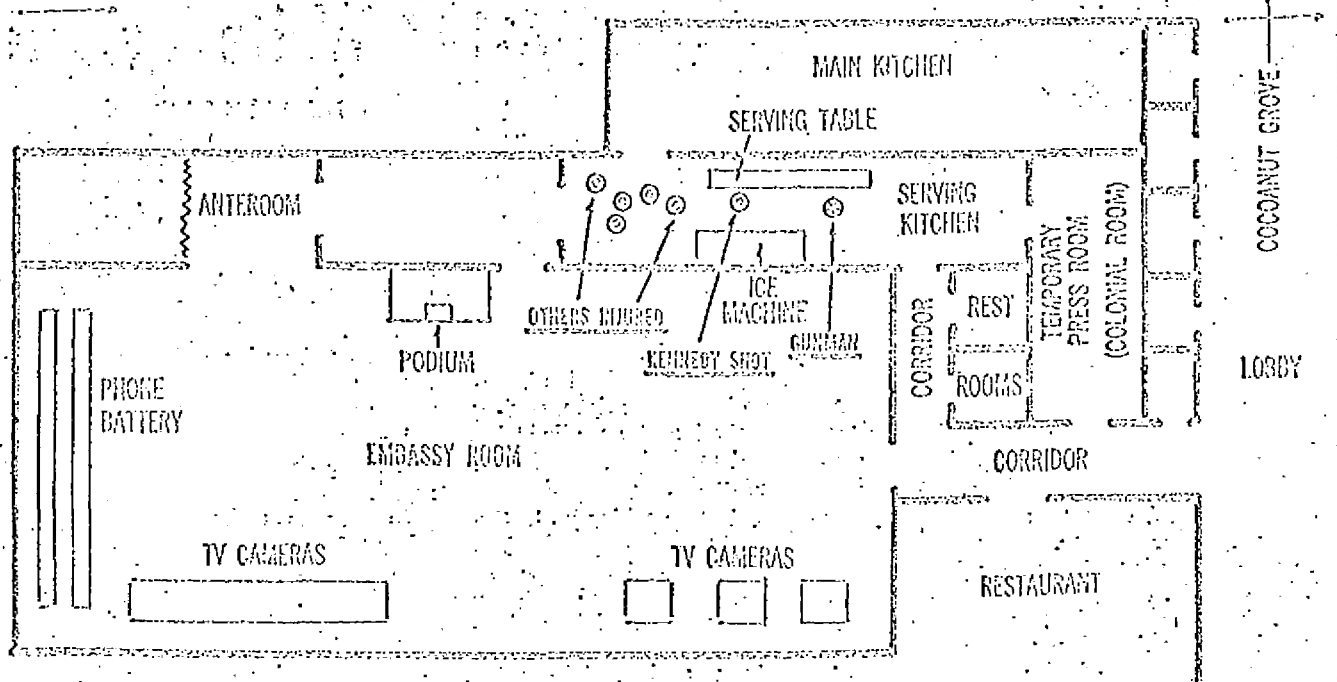 MAIN KITCHEN
SERVING TABLE
COCOANUT GROVE
ANTEROOM
SERVING
KITCHEN
TEMPORARY
PRESS ROOM
(COLONIAL ROOM)
OTHERS INJURED
ICE
MACHINE
KENNEDY SHOT
GUNMAN
PODIUM
CORRIDOR
REST
ROOMS
LOBBY
PHONE
BATTERY
EMBASSY ROOM
CORRIDOR
TV CAMERAS
TV CAMERAS
RESTAURANT